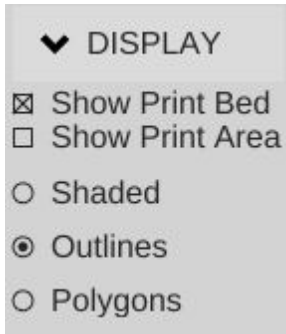 DISPLAY
Show Print Bed
Show Print Area
Shaded
Outlines
Polygons